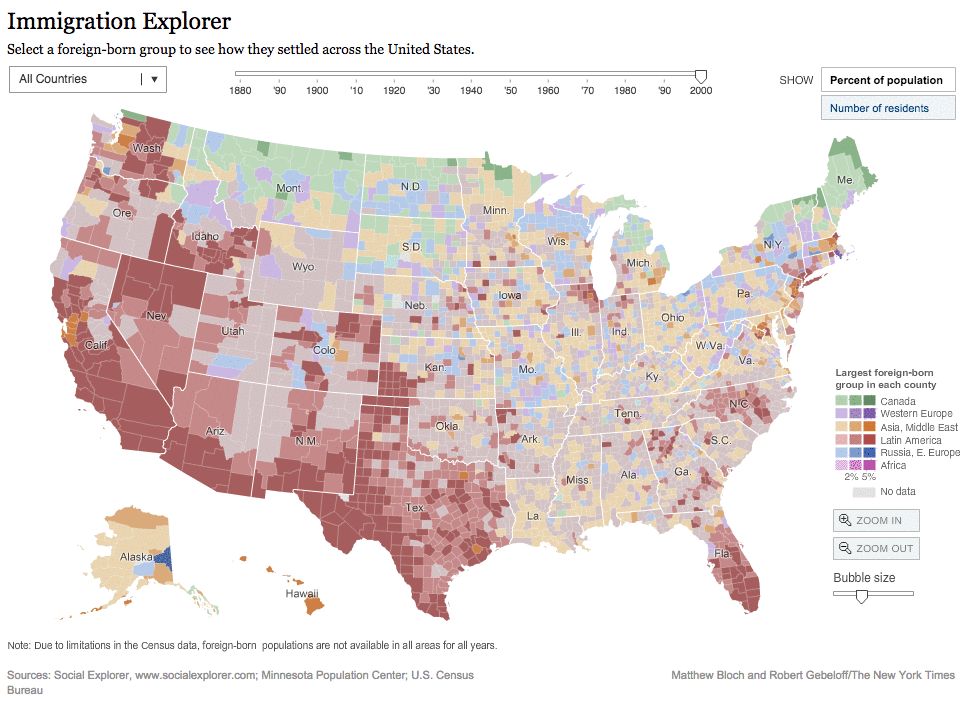 Immigration Explorer
Select a foreign-born group to see how they settled across the United States.
All Countries
1880 '90 1900 '10 1920 '30 1940 '50 1960 '70 1980 '90 2000
SHOW
Percent of population
Number of residents
Wash.
Mont.
N.D.
Minn.
Me.
Ore.
Idaho
S.D.
Wis.
N.Y.
Wyo.
Mich.
Nev.
Neb.
Iowa
Pa.
Calif.
Utah
Colo.
Ill.
Ind.
Ohio
W.Va.
Va.
Kan.
Mo.
Ky.
Ariz.
N.M.
Okla.
Ark.
Tenn.
N.C.
S.C.
Tex.
La.
Miss.
Ala.
Ga.
Fla.
Alaska
Hawaii
Largest foreign-born
group in each county
Canada
Western Europe
Asia, Middle East
Latin America
Russia, E. Europe
Africa
2% 5%
No data
ZOOM IN
ZOOM OUT
Bubble size
Note: Due to limitations in the Census data, foreign-born populations are not available in all areas for all years.
Sources: Social Explorer, www.socialexplorer.com; Minnesota Population Center; U.S. Census
Bureau
Matthew Bloch and Robert Gebeloff/The New York Times